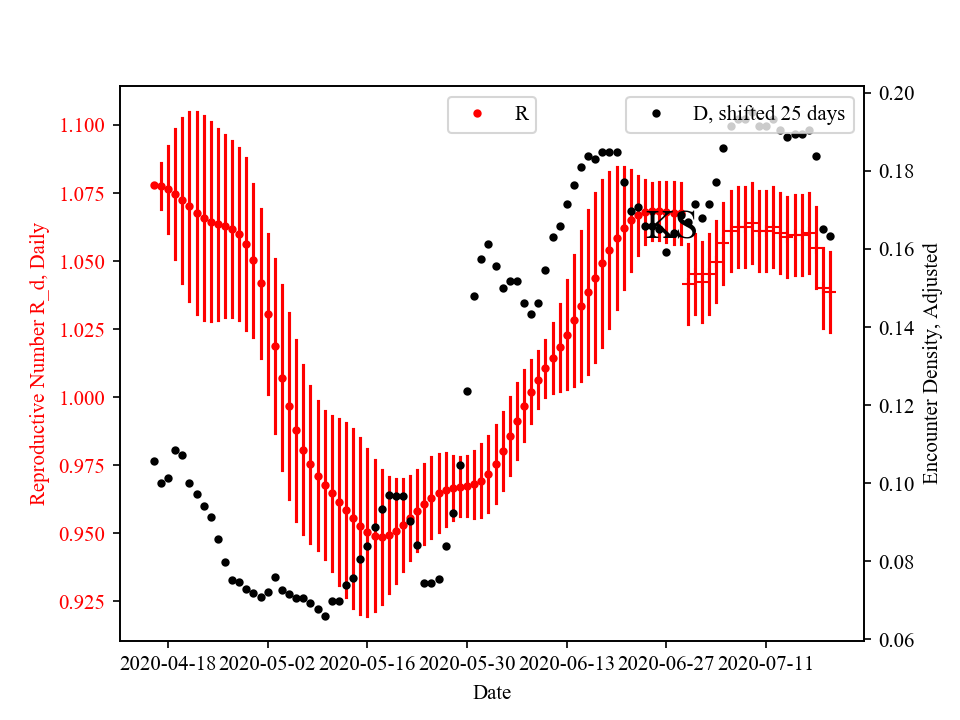 R
D, shifted 25 days
Reproductive Number R_d, Daily
1.100
1.075
1.050
1.025
1.000
0.975
0.950
0.925
KS
0.20
0.18
0.16
0.14
0.12
0.10
0.08
0.06
Encounter Density, Adjusted
2020-04-18 2020-05-02 2020-05-16 2020-05-30 2020-06-13 2020-06-27 2020-07-11
Date